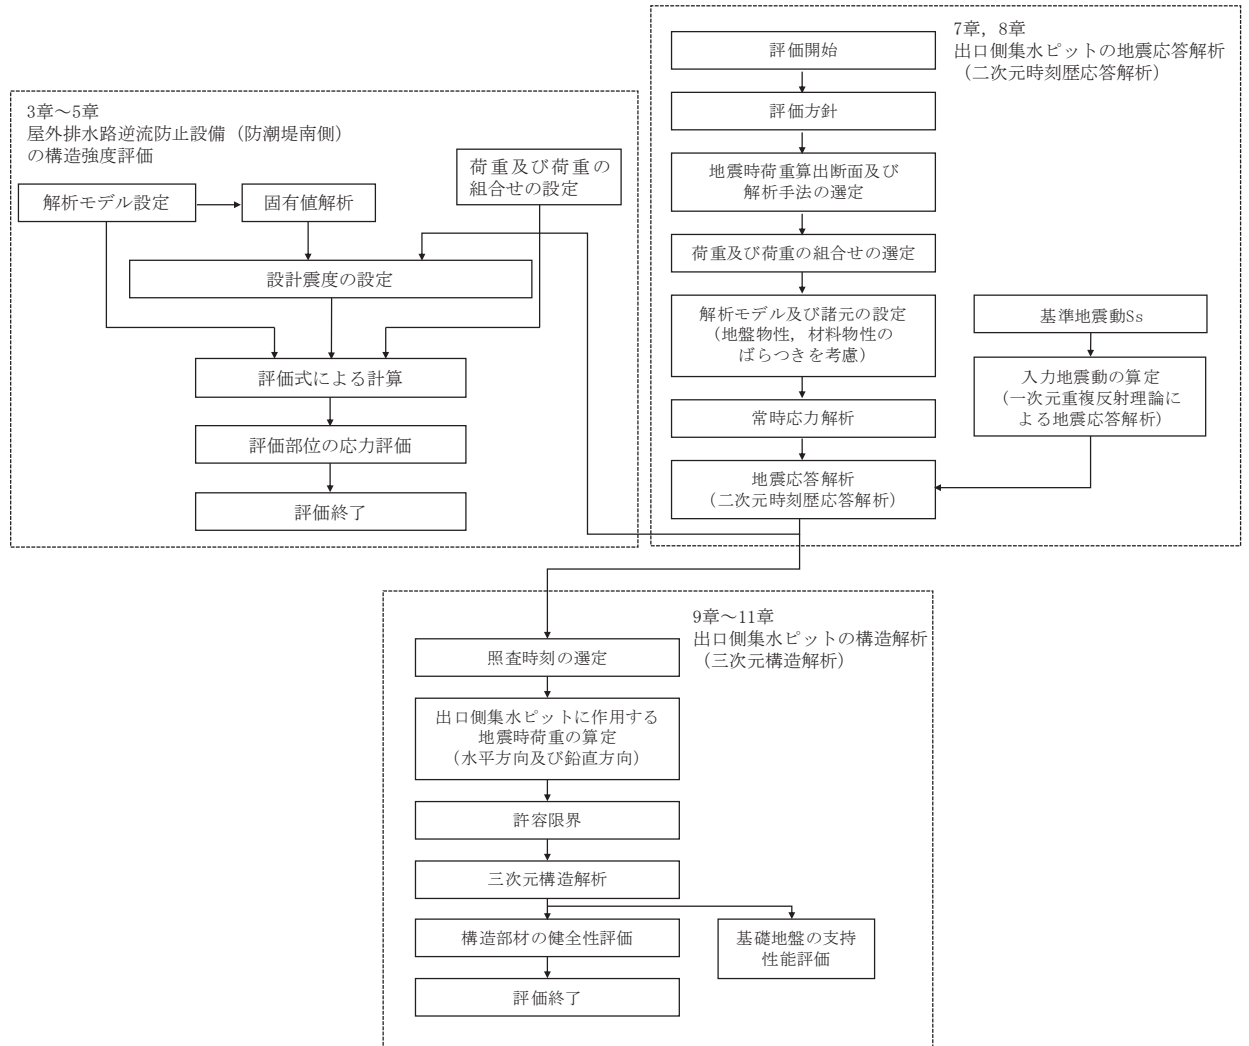 3章～5章
屋外排水路逆流防止設備（防潮堤南側）
の構造強度評価
荷重及び荷重の
組合せの設定
解析モデル設定
固有値解析
設計震度の設定
評価式による計算
評価部位の応力評価
評価終了
7章，8章
出口側集水ピットの地震応答解析
（二次元時刻歴応答解析）
評価開始
評価方針
地震時荷重算出断面及び
解析手法の選定
荷重及び荷重の組合せの選定
解析モデル及び諸元の設定
（地盤物性，材料物性の
ばらつきを考慮）
基準地震動Ss
入力地震動の算定
（一次元重複反射理論に
よる地震応答解析）
常時応力解析
地震応答解析
（二次元時刻歴応答解析）
9章～11章
出口側集水ピットの構造解析
（三次元構造解析）
照査時刻の選定
出口側集水ピットに作用する
地震時荷重の算定
（水平方向及び鉛直方向）
許容限界
三次元構造解析
構造部材の健全性評価
基礎地盤の支持
性能評価
評価終了